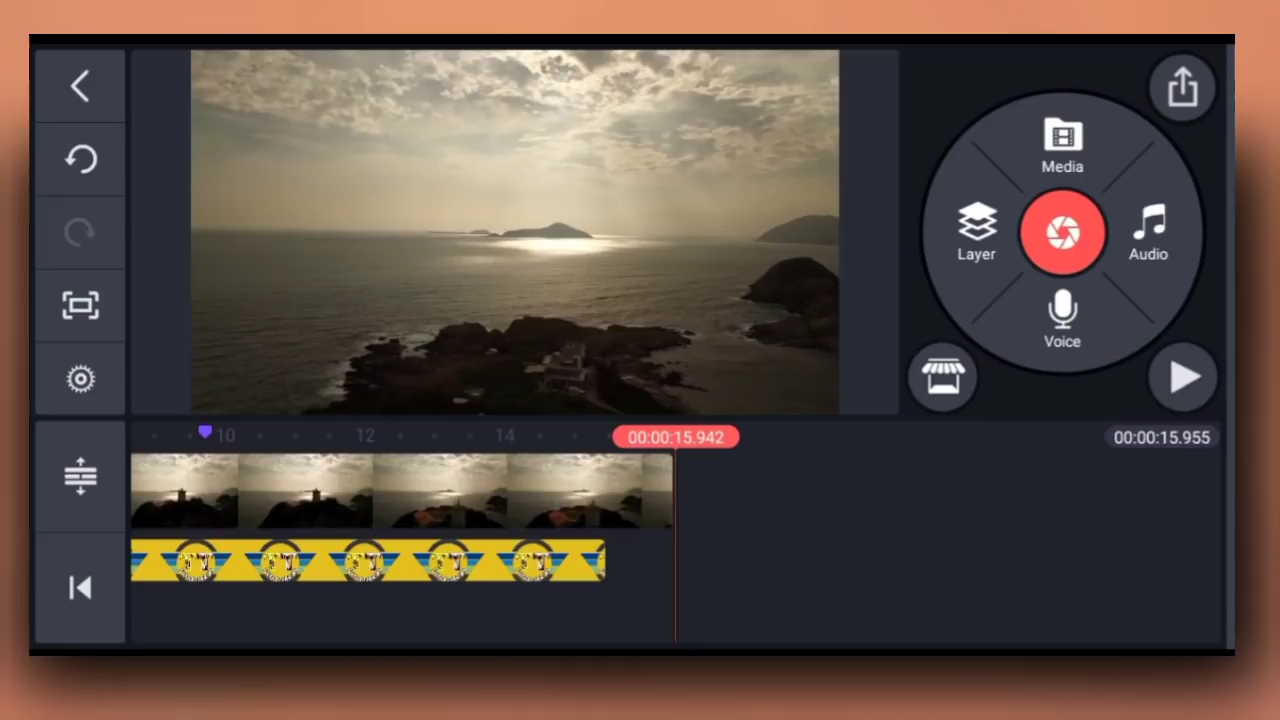 Media
Layer
Audio
Voice
10
12
14
00:00:15.942
00:00:15.955